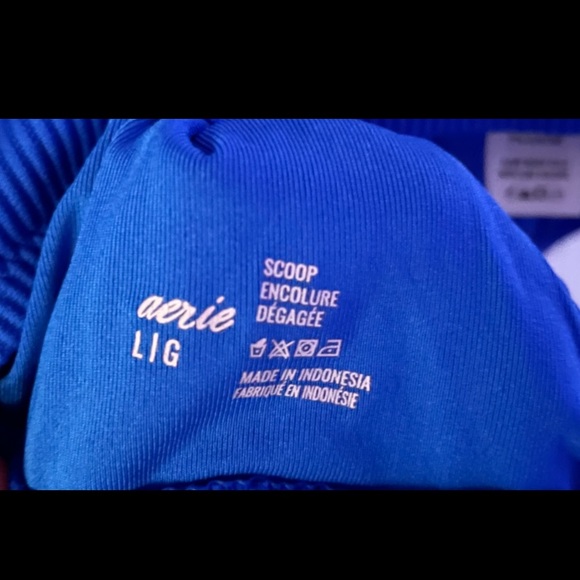 aerie
L|G
SCOOP
ENCOLURE
DÉGAGÉE
MADE IN INDONESIA
FABRIQUÉ EN INDONÉSIE